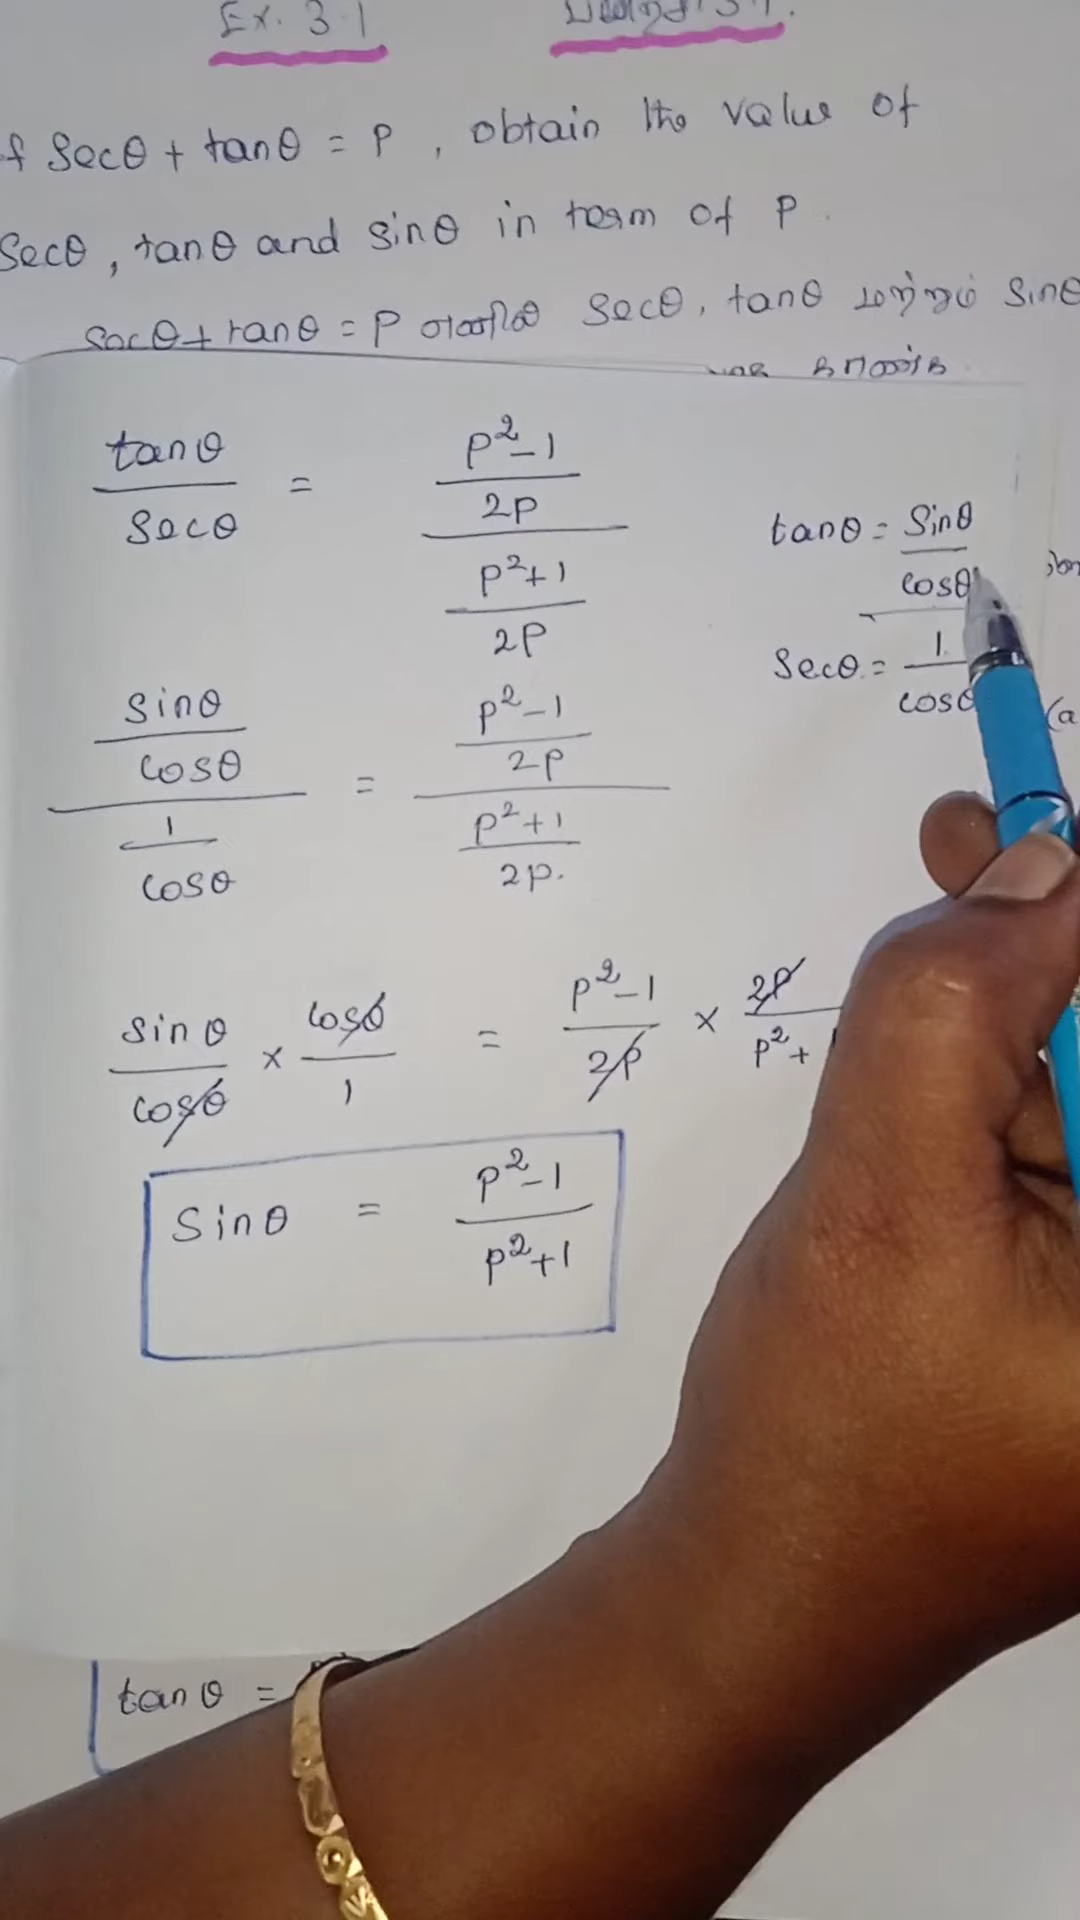 Ex. 3.1
secθ + tanθ = P, obtain the value of
secθ, tanθ and sinθ in term of P.
secθ + tanθ = P எனில் secθ, tanθ மற்றும் sinθ
காண்க.
tanθ/secθ = ((P²-1)/2P)/((P²+1)/2P)
tanθ = sinθ/cosθ
secθ = 1/cosθ
(sinθ/cosθ)/(1/cosθ) = ((P²-1)/2P)/((P²+1)/2P).
sinθ/cosθ × cosθ/1 = (P²-1)/2P × 2P/P²+
Sinθ = (P²-1)/(P²+1)
tanθ =